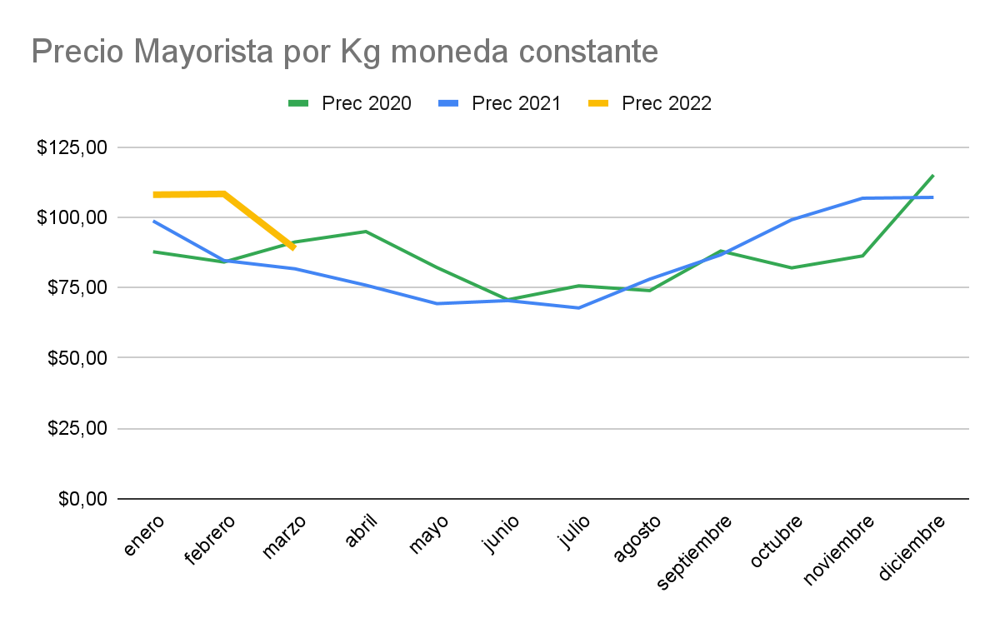 Precio Mayorista por Kg moneda constante
Prec 2020 Prec 2021 Prec 2022
$125,00
$100,00
$75,00
$50,00
$25,00
$0,00
enero febrero marzo abril mayo junio julio agosto septiembre octubre noviembre diciembre